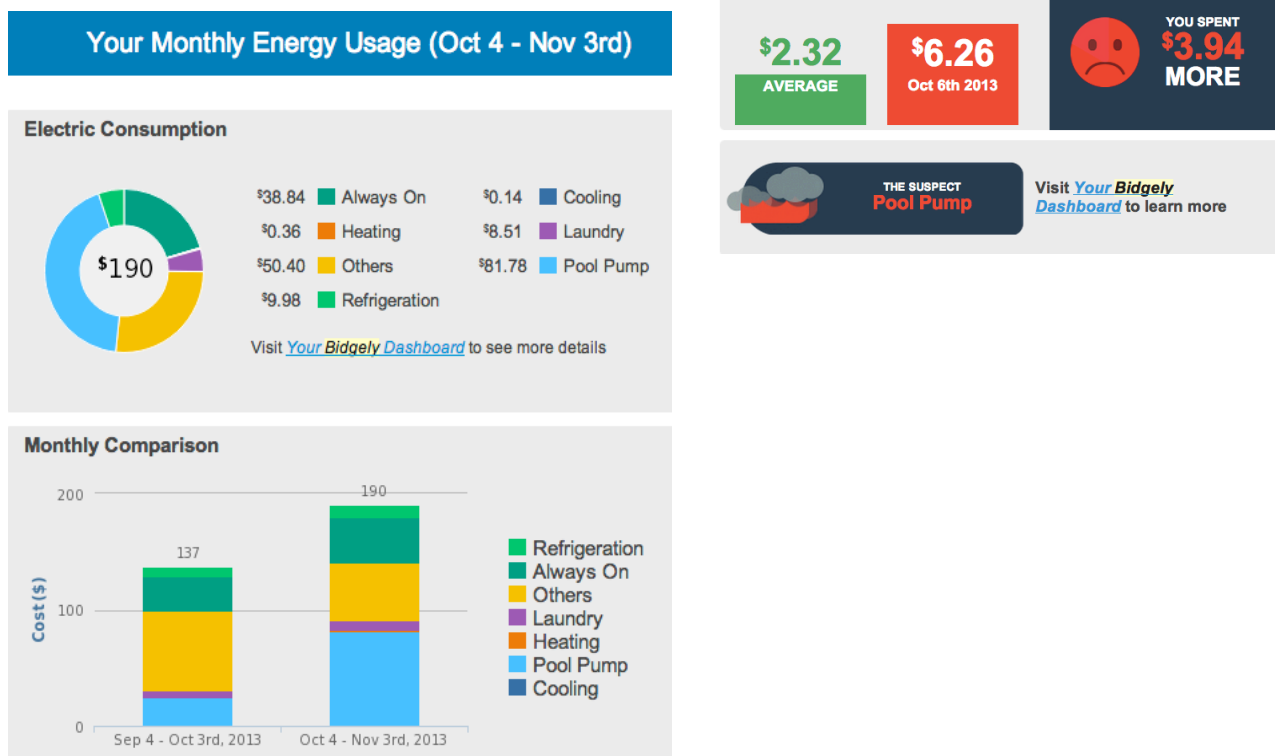 Your Monthly Energy Usage (Oct 4 - Nov 3rd)
Electric Consumption
$190
$38.84 Always On
$0.14 Cooling
$0.36 Heating
$8.51 Laundry
$50.40 Others
$81.78 Pool Pump
$9.98 Refrigeration
Visit Your Bidgely Dashboard to see more details
Monthly Comparison
Cost ($)
200
100
0
137
190
Sep 4 - Oct 3rd, 2013
Oct 4 - Nov 3rd, 2013
Refrigeration
Always On
Others
Laundry
Heating
Pool Pump
Cooling
$2.32
AVERAGE
$6.26
Oct 6th 2013
YOU SPENT
$3.94
MORE
THE SUSPECT
Pool Pump
Visit Your Bidgely
Dashboard to learn more